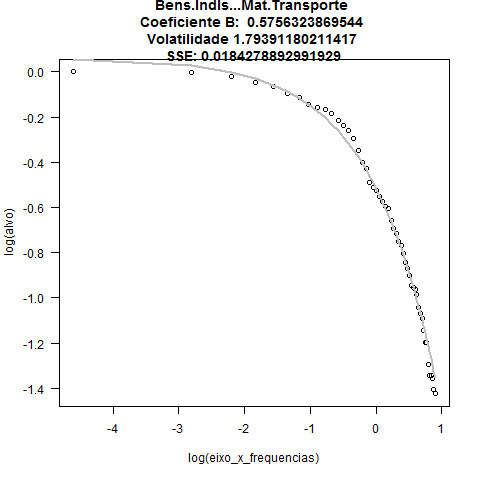 Bens.Indis...Mat.Transporte
Coeficiente B: 0.5756323869544
Volatilidade 1.79391180211417
SSE: 0.0184278892991929
log(alvo)
0.0
-0.2
-0.4
-0.6
-0.8
-1.0
-1.2
-1.4
-4
-3
-2
-1
0
1
log(eixo_x_frequencias)